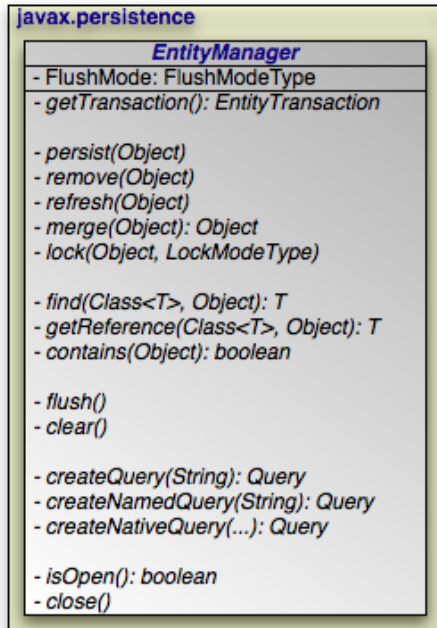 javax.persistence
EntityManager
- FlushMode: FlushModeType
- getTransaction(): EntityTransaction
- persist(Object)
- remove(Object)
- refresh(Object)
- merge(Object): Object
- lock(Object, LockModeType)
- find(Class<T>, Object): T
- getReference(Class<T>, Object): T
- contains(Object): boolean
- flush()
- clear()
- createQuery(String): Query
- createNamedQuery(String): Query
- createNativeQuery(...): Query
- isOpen(): boolean
- close()